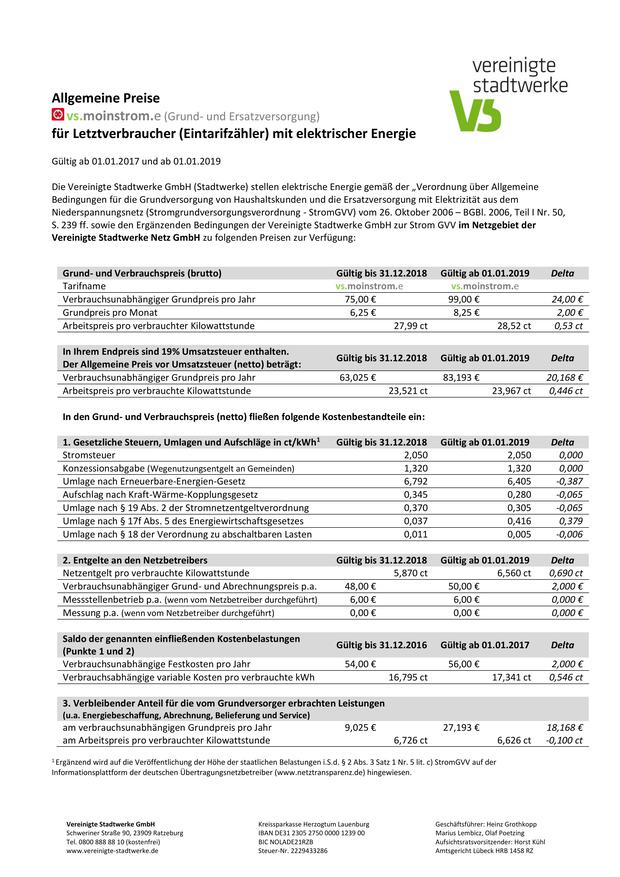 vereinigte
stadtwerke
VS
Allgemeine Preise
vs.moinstrom.e (Grund- und Ersatzversorgung)
für Letztverbraucher (Eintarifzähler) mit elektrischer Energie
Gültig ab 01.01.2017 und ab 01.01.2019
Die Vereinigte Stadtwerke GmbH (Stadtwerke) stellen elektrische Energie gemäß der „Verordnung über Allgemeine
Bedingungen für die Grundversorgung von Haushaltskunden und die Ersatzversorgung mit Elektrizität aus dem
Niederspannungsnetz (Stromgrundversorgungsverordnung - StromGVV) vom 26. Oktober 2006 – BGBl. 2006, Teil I Nr. 50,
S. 239 ff. sowie den Ergänzenden Bedingungen der Vereinigte Stadtwerke GmbH zur Strom GVV im Netzgebiet der
Vereinigte Stadtwerke Netz GmbH zu folgenden Preisen zur Verfügung:
Grund- und Verbrauchspreis (brutto) Gültig bis 31.12.2018 Gültig ab 01.01.2019 Delta
Tarifname vs.moinstrom.e vs.moinstrom.e
Verbrauchsunabhängiger Grundpreis pro Jahr 75,00 € 99,00 € 24,00 €
Grundpreis pro Monat 6,25 € 8,25 € 2,00 €
Arbeitspreis pro verbrauchter Kilowattstunde 27,99 ct 28,52 ct 0,53 ct
In Ihrem Endpreis sind 19% Umsatzsteuer enthalten.
Der Allgemeine Preis vor Umsatzsteuer (netto) beträgt: Gültig bis 31.12.2018 Gültig ab 01.01.2019 Delta
Verbrauchsunabhängiger Grundpreis pro Jahr 63,025 € 83,193 € 20,168 €
Arbeitspreis pro verbrauchte Kilowattstunde 23,521 ct 23,967 ct 0,446 ct
In den Grund- und Verbrauchspreis (netto) fließen folgende Kostenbestandteile ein:
1. Gesetzliche Steuern, Umlagen und Aufschläge in ct/kWh¹ Gültig bis 31.12.2018 Gültig ab 01.01.2019 Delta
Stromsteuer 2,050 2,050 0,000
Konzessionsabgabe (Wegenutzungsentgelt an Gemeinden) 1,320 1,320 0,000
Umlage nach Erneuerbare-Energien-Gesetz 6,792 6,405 -0,387
Aufschlag nach Kraft-Wärme-Kopplungsgesetz 0,345 0,280 -0,065
Umlage nach § 19 Abs. 2 der Stromnetzentgeltverordnung 0,370 0,305 -0,065
Umlage nach § 17f Abs. 5 des Energiewirtschaftsgesetzes 0,037 0,416 0,379
Umlage nach § 18 der Verordnung zu abschaltbaren Lasten 0,011 0,005 -0,006
2. Entgelte an den Netzbetreibers Gültig bis 31.12.2018 Gültig ab 01.01.2019 Delta
Netzentgelt pro verbrauchte Kilowattstunde 5,870 ct 6,560 ct 0,690 ct
Verbrauchsunabhängiger Grund- und Abrechnungspreis p.a. 48,00 € 50,00 € 2,000 €
Messstellenbetrieb p.a. (wenn vom Netzbetreiber durchgeführt) 6,00 € 6,00 € 0,000 €
Messung p.a. (wenn vom Netzbetreiber durchgeführt) 0,00 € 0,00 € 0,000 €
Saldo der genannten einfließenden Kostenbelastungen
(Punkte 1 und 2) Gültig bis 31.12.2016 Gültig ab 01.01.2017 Delta
Verbrauchsunabhängige Festkosten pro Jahr 54,00 € 56,00 € 2,000 €
Verbrauchsabhängige variable Kosten pro verbrauchte kWh 16,795 ct 17,341 ct 0,546 ct
3. Verbleibender Anteil für die vom Grundversorger erbrachten Leistungen
(u.a. Energiebeschaffung, Abrechnung, Belieferung und Service)
am verbrauchsunabhängigen Grundpreis pro Jahr 9,025 € 27,193 € 18,168 €
am Arbeitspreis pro verbrauchter Kilowattstunde 6,726 ct 6,626 ct -0,100 ct
¹ Ergänzend wird auf die Veröffentlichung der Höhe der staatlichen Belastungen i.S.d. § 2 Abs. 3 Satz 1 Nr. 5 lit. c) StromGVV auf der
Informationsplattform der deutschen Übertragungsnetzbetreiber (www.netztransparenz.de) hingewiesen.
Vereinigte Stadtwerke GmbH
Schweriner Straße 90, 23909 Ratzeburg
Tel. 0800 888 88 10 (kostenfrei)
www.vereinigte-stadtwerke.de
Kreissparkasse Herzogtum Lauenburg
IBAN DE31 2305 2750 0000 1239 00
BIC NOLADE21RZB
Steuer-Nr. 2229433286
Geschäftsführer: Heinz Grothkopp
Marius Lembicz, Olaf Poetzing
Aufsichtsratsvorsitzender: Horst Kühl
Amtsgericht Lübeck HRB 1458 RZ